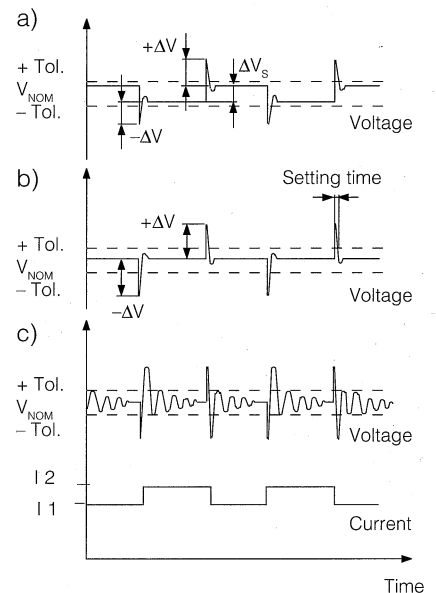 a)
+ΔV
ΔVS
+ Tol.
VNOM
− Tol.
−ΔV
Voltage
b)
Setting time
+ΔV
+ Tol.
VNOM
− Tol.
−ΔV
Voltage
c)
+ Tol.
VNOM
− Tol.
Voltage
I 2
I 1
Current
Time